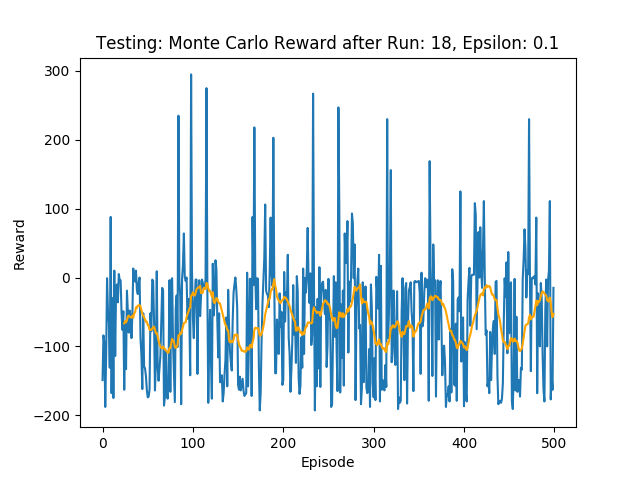 Testing: Monte Carlo Reward after Run: 18, Epsilon: 0.1
300
200
100
0
−100
−200
Reward
0 100 200 300 400 500
Episode